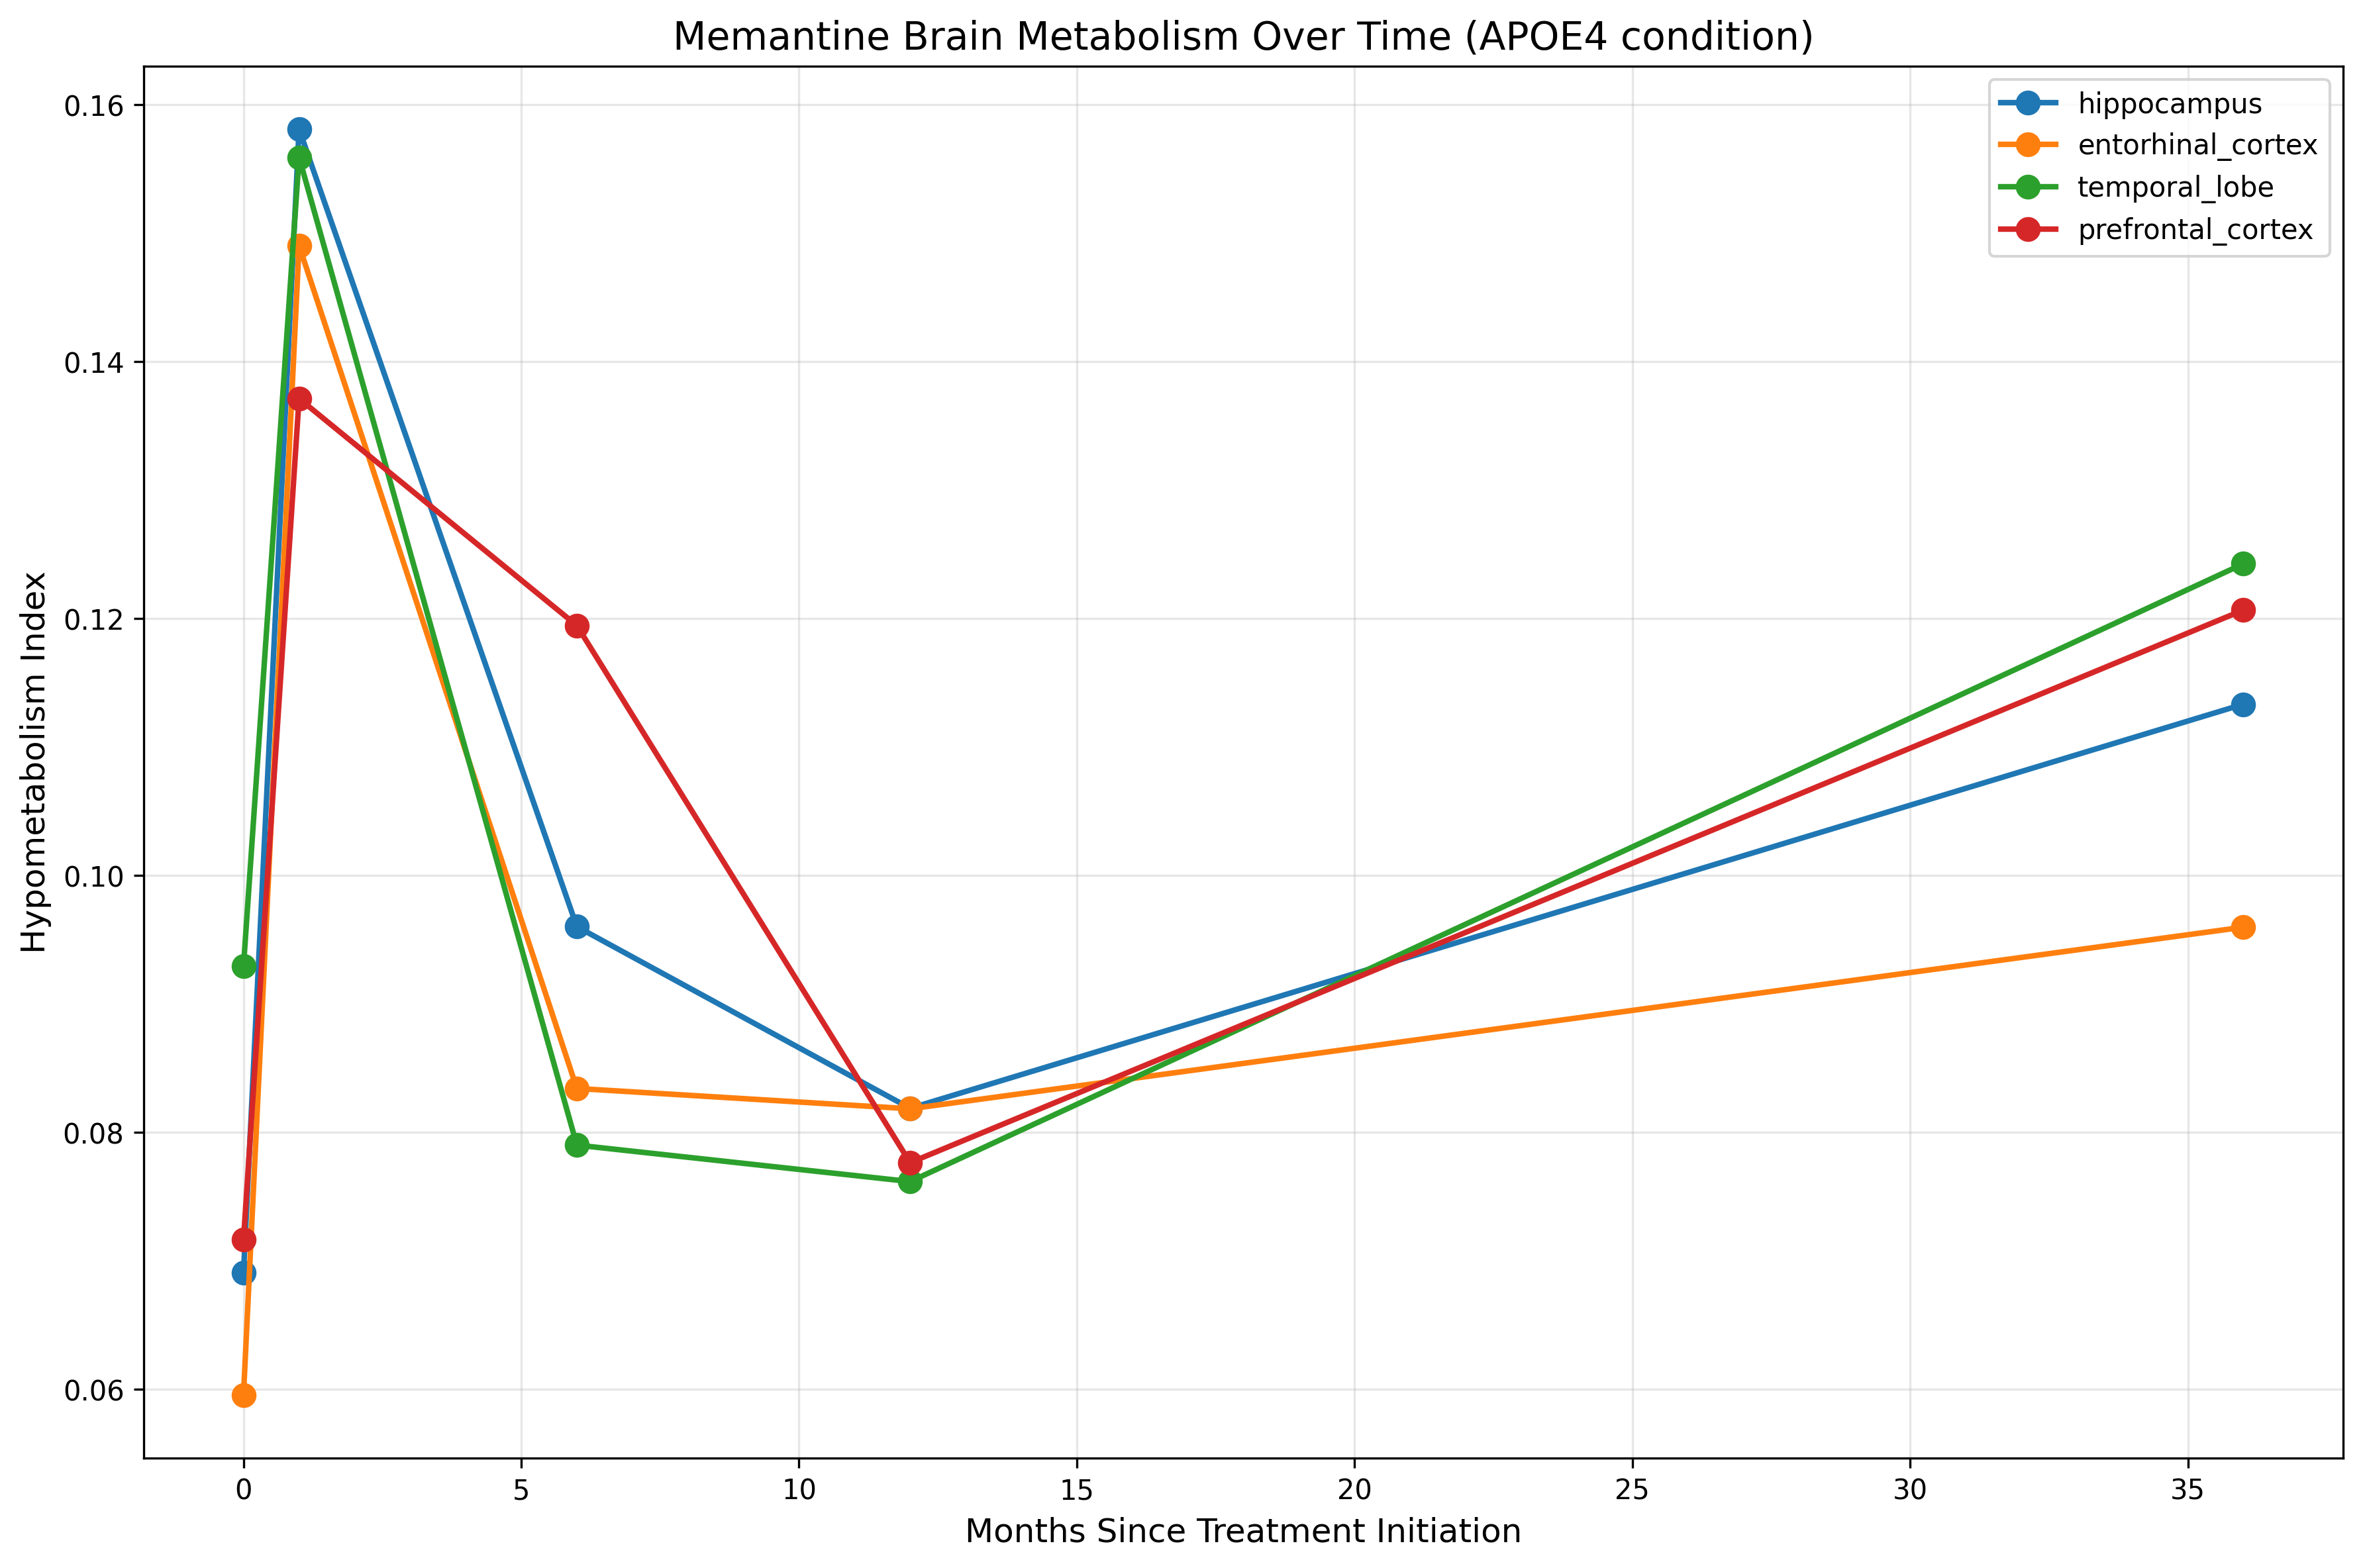 Memantine Brain Metabolism Over Time (APOE4 condition)
hippocampus
entorhinal_cortex
temporal_lobe
prefrontal_cortex
Hypometabolism Index
0.16
0.14
0.12
0.10
0.08
0.06
0 5 10 15 20 25 30 35
Months Since Treatment Initiation